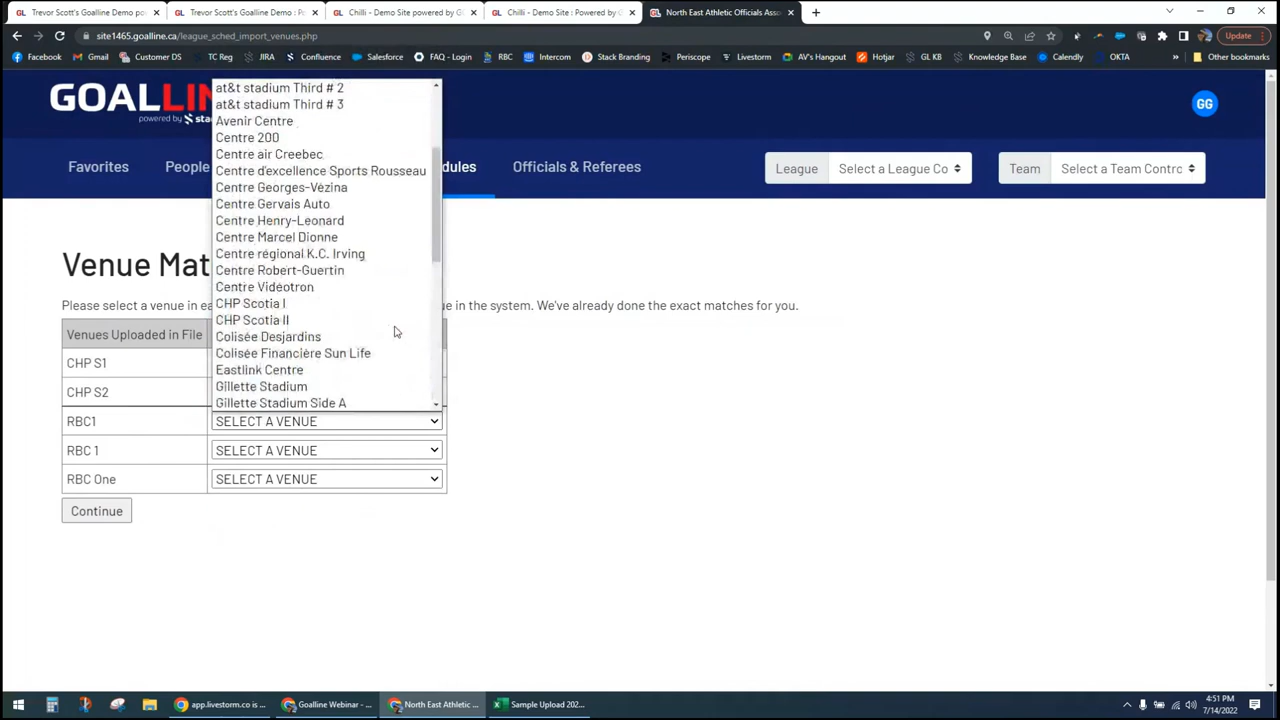 Trevor Scott's Goalline Demo pow
Trevor Scott's Goalline Demo : Po
Chilli - Demo Site powered by GO
Chilli - Demo Site : Powered by G
North East Athletic Officials Asso
site1465.goalline.ca/league_sched_import_venues.php
Update
Facebook
Gmail
Customer DS
TC Reg
Cofense
Salesforce
FAQ - Login
RBC
Intercom
Stack Branding
Periscope
AV's Hangout
Livestorm
Knowledge Base
Hotjar
GL KB
Calendly
OKTA
Other bookmarks
GOALLIN
powered by
GG
Favorites
People
edules
Officials & Referees
League
Select a League Co
Team
Select a Team Contro
at&t stadium Third # 2
at&t stadium Third # 3
Avenir Centre
Centre 200
Centre air Creebec
Centre d'excellence Sports Rousseau
Centre Georges-Vézina
Centre Gervais Auto
Centre Henry-Leonard
Centre Marcel Dionne
Centre régional K.C. Irving
Centre Robert-Guertin
Centre Vidéotron
CHP Scotia I
CHP Scotia II
Colisée Desjardins
Colisée Financière Sun Life
Eastlink Centre
Gillette Stadium
Gillette Stadium Side A
Venue Mat
Please select a venue in ea
ue in the system. We've already done the exact matches for you.
Venues Uploaded in File
CHP S1
CHP S2
RBC1
SELECT A VENUE
RBC 1
SELECT A VENUE
RBC One
SELECT A VENUE
Continue
app.livestorm.co is ...
Goalline Webinar - ...
North East Athletic ...
Sample Upload 202...
4:51 PM
7/14/2022